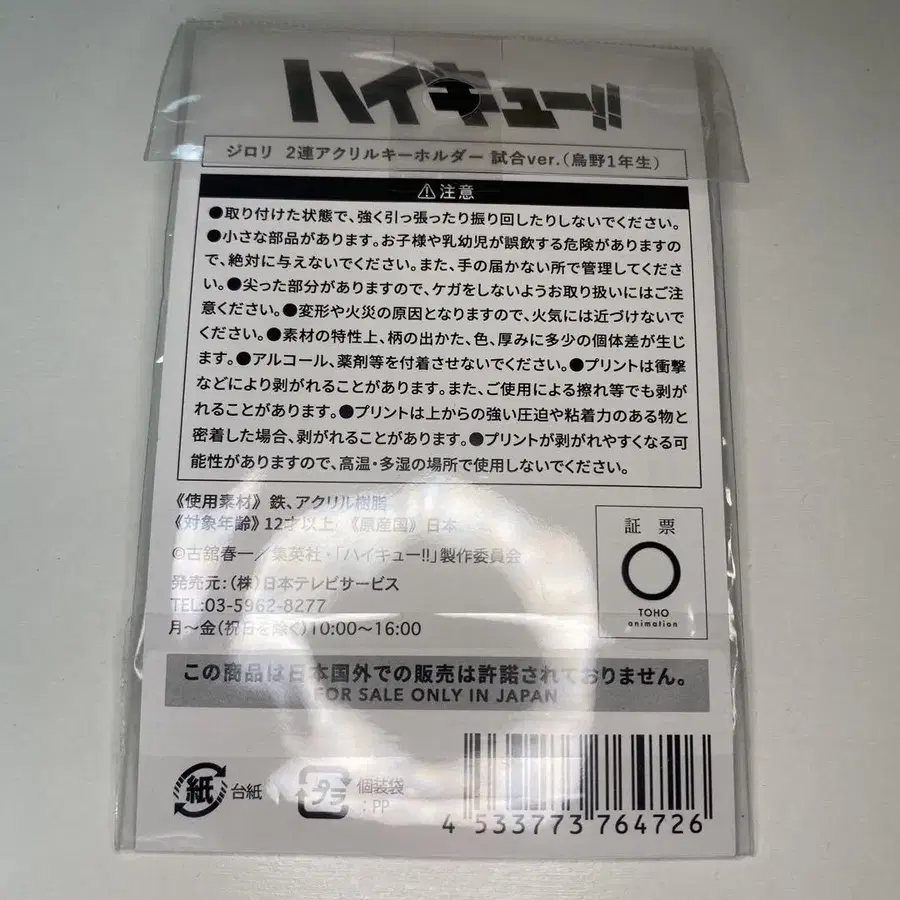 ハイキュー!!
ジロリ 2連アクリルキーホルダー 試合ver.(烏野1年生)
⚠注意
●取り付けた状態で、強く引っ張ったり振り回したりしないでください。
●小さな部品があります。お子様や乳幼児が誤飲する危険がありますの
で、絶対に与えないでください。また、手の届かない所で管理してくださ
い。●尖った部分がありますので、ケガをしないようお取り扱いにはご注
意ください。●変形や火災の原因となりますので、火気には近づけないで
ください。●素材の特性上、柄の出かた、色、厚みに多少の個体差が生じ
ます。●アルコール、薬剤等を付着させないでください。●プリントは衝撃
などにより剥がれることがあります。また、ご使用による擦れ等でも剥が
れることがあります。●プリントは上からの強い圧迫や粘着力のある物と
密着した場合、剥がれることがあります。●プリントが剥がれやすくなる可
能性がありますので、高温・多湿の場所で使用しないでください。
《使用素材》 鉄、アクリル樹脂
《対象年齢》12才以上 《原産国》日本
©古舘春一/集英社・「ハイキュー!!」製作委員会
発売元:(株)日本テレビサービス
TEL:03-5962-8277
月~金(祝日を除く)10:00~16:00
証 票
TOHO
animation
この商品は日本国外での販売は許諾されておりません。
FOR SALE ONLY IN JAPAN
紙 台紙
プラ 個装袋
:PP
4 533773 764726